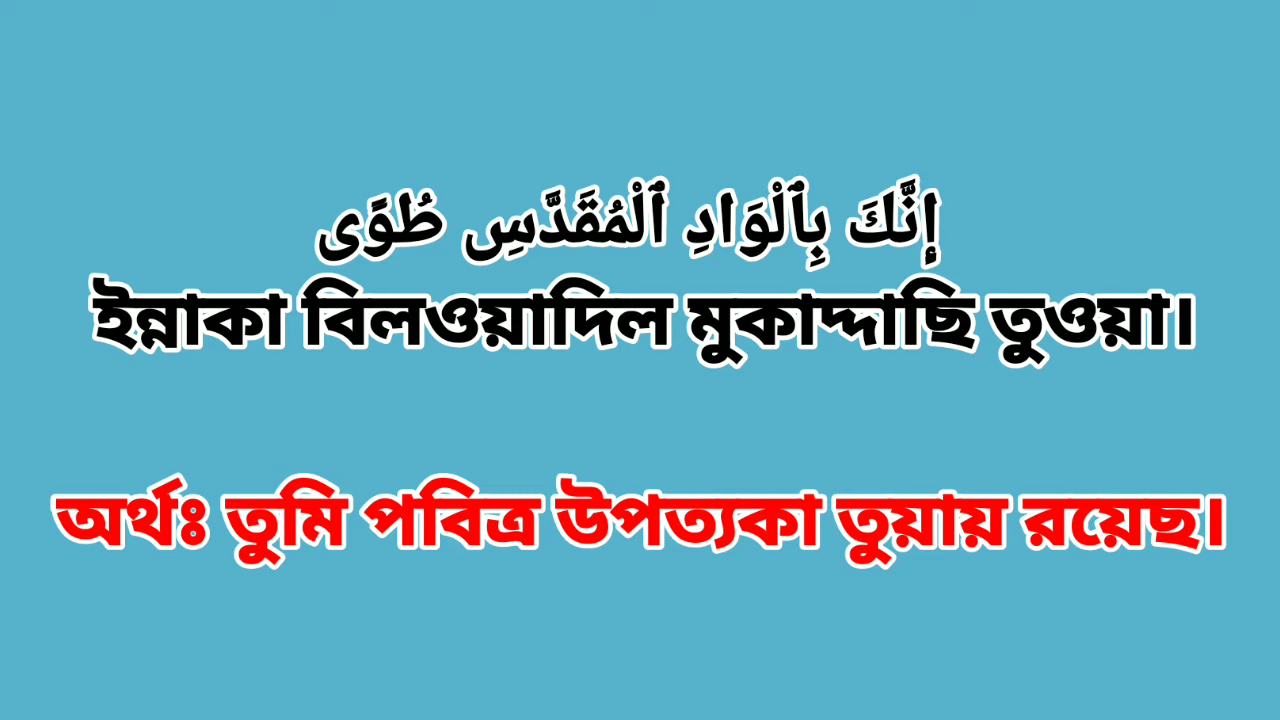 إِنَّكَ بِٱلْوَادِ ٱلْمُقَدَّسِ طُوًى
ইন্নাকা বিলওয়াদিল মুকাদ্দাছি তুওয়া।
অর্থঃ তুমি পবিত্র উপত্যকা তুয়ায় রয়েছ।